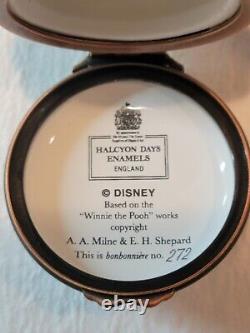 HALCYON DAYS
ENAMELS
ENGLAND
© DISNEY
Based on the
"Winnie the Pooh" works
copyright
A. A. Milne & E. H. Shepard
This is bonbonnière no. 272